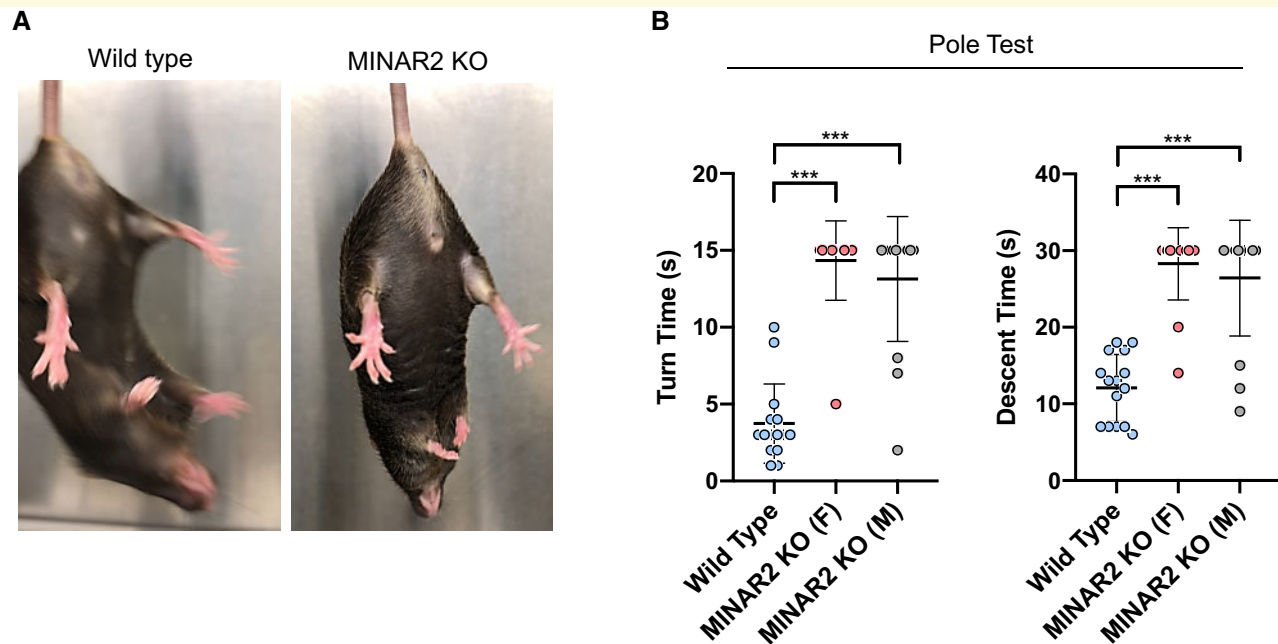 A
Wild type
MINAR2 KO
B
Pole Test
***
***
20
15
10
5
0
Turn Time (s)
Wild Type
MINAR2 KO (F)
MINAR2 KO (M)
***
***
40
30
20
10
0
Descent Time (s)
Wild Type
MINAR2 KO (F)
MINAR2 KO (M)